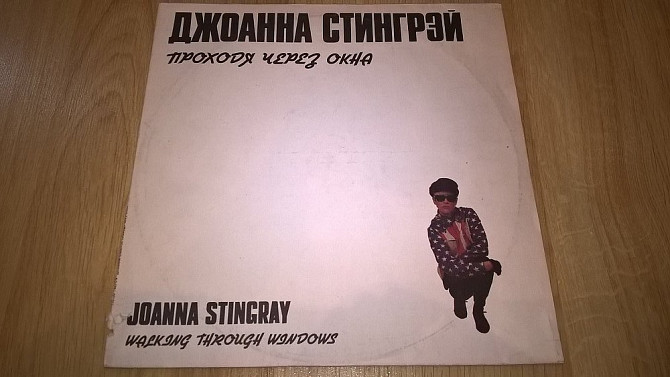 ДЖОАННА СТИНГРЭЙ
ПРОХОДЯ ЧЕРЕЗ ОКНА
JOANNA STINGRAY
WALKING THROUGH WINDOWS